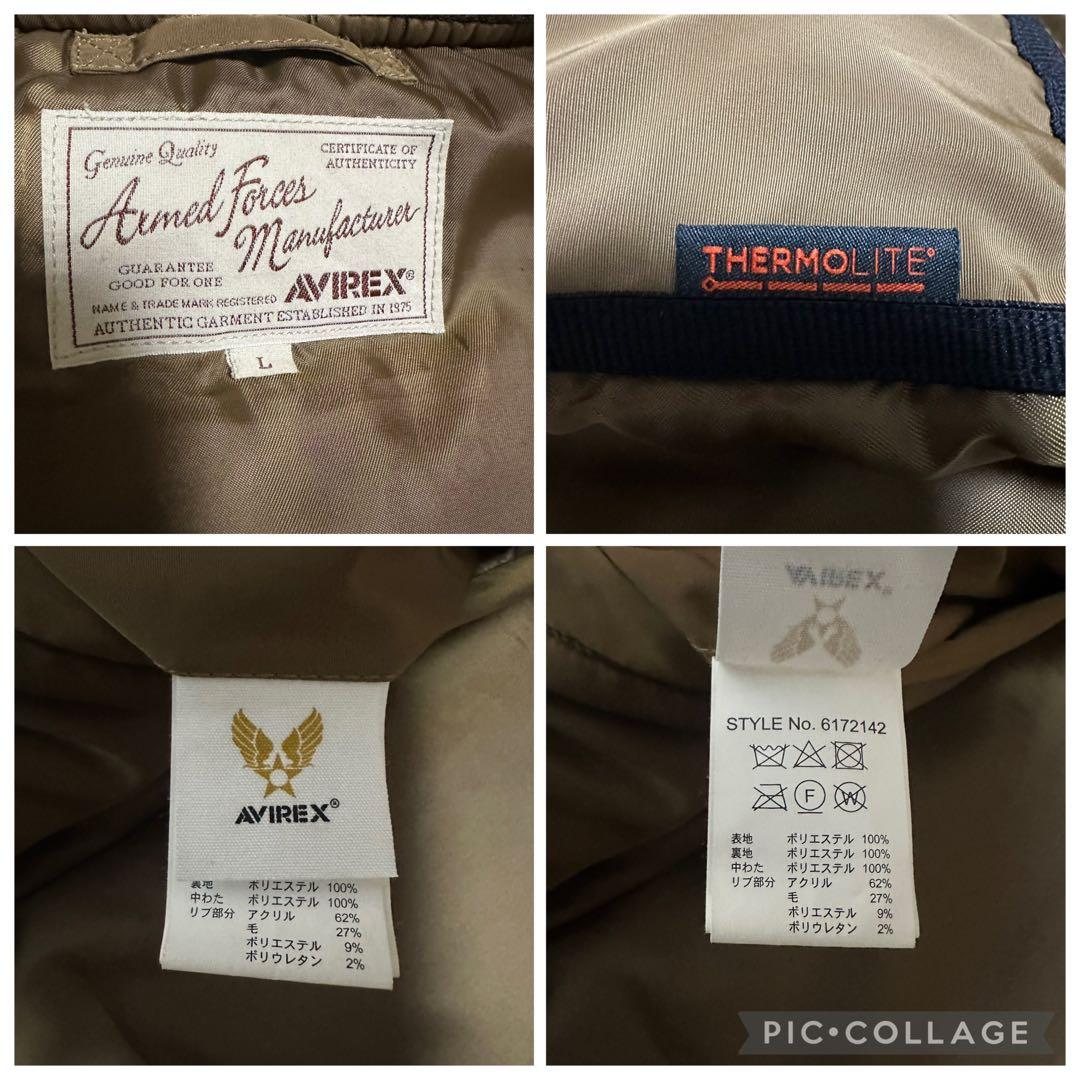 Genuine Quality
CERTIFICATE OF
AUTHENTICITY
Armed Forces
Manufacturer
GUARANTEE
GOOD FOR ONE
NAME & TRADE MARK REGISTERED
AVIREX®
AUTHENTIC GARMENT ESTABLISHED IN 1975
L
THERMOLITE®
AVIREX®
裏地 ポリエステル 100%
中わた ポリエステル 100%
リブ部分 アクリル 62%
毛 27%
ポリエステル 9%
ポリウレタン 2%
AVIREX®
STYLE No. 6172142
F
W
表地 ポリエステル 100%
裏地 ポリエステル 100%
中わた ポリエステル 100%
リブ部分 アクリル 62%
毛 27%
ポリエステル 9%
ポリウレタン 2%
PIC•COLLAGE